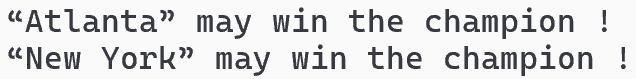 “Atlanta” may win the champion !
“New York” may win the champion !